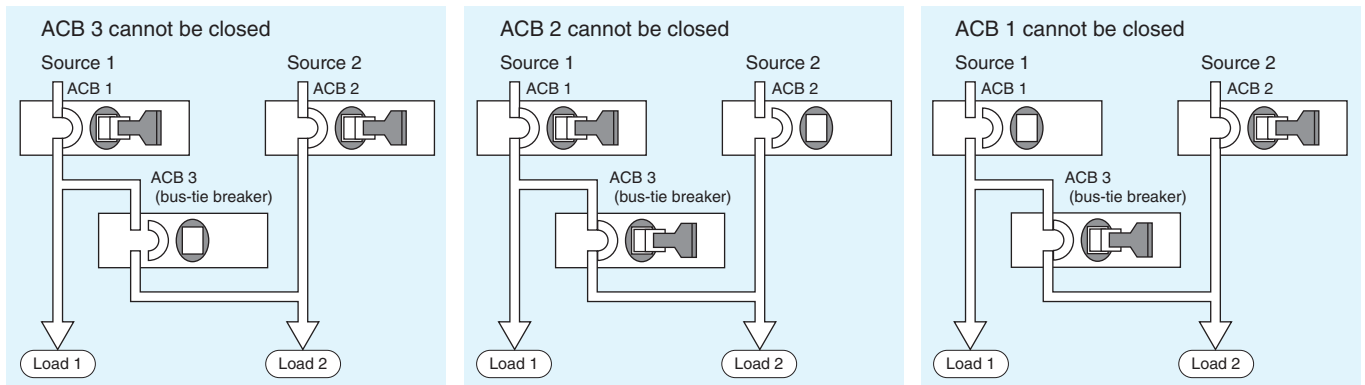 ACB 3 cannot be closed
Source 1
Source 2
ACB 1
ACB 2
ACB 3
(bus-tie breaker)
Load 1
Load 2
ACB 2 cannot be closed
Source 1
Source 2
ACB 1
ACB 2
ACB 3
(bus-tie breaker)
Load 1
Load 2
ACB 1 cannot be closed
Source 1
Source 2
ACB 1
ACB 2
ACB 3
(bus-tie breaker)
Load 1
Load 2